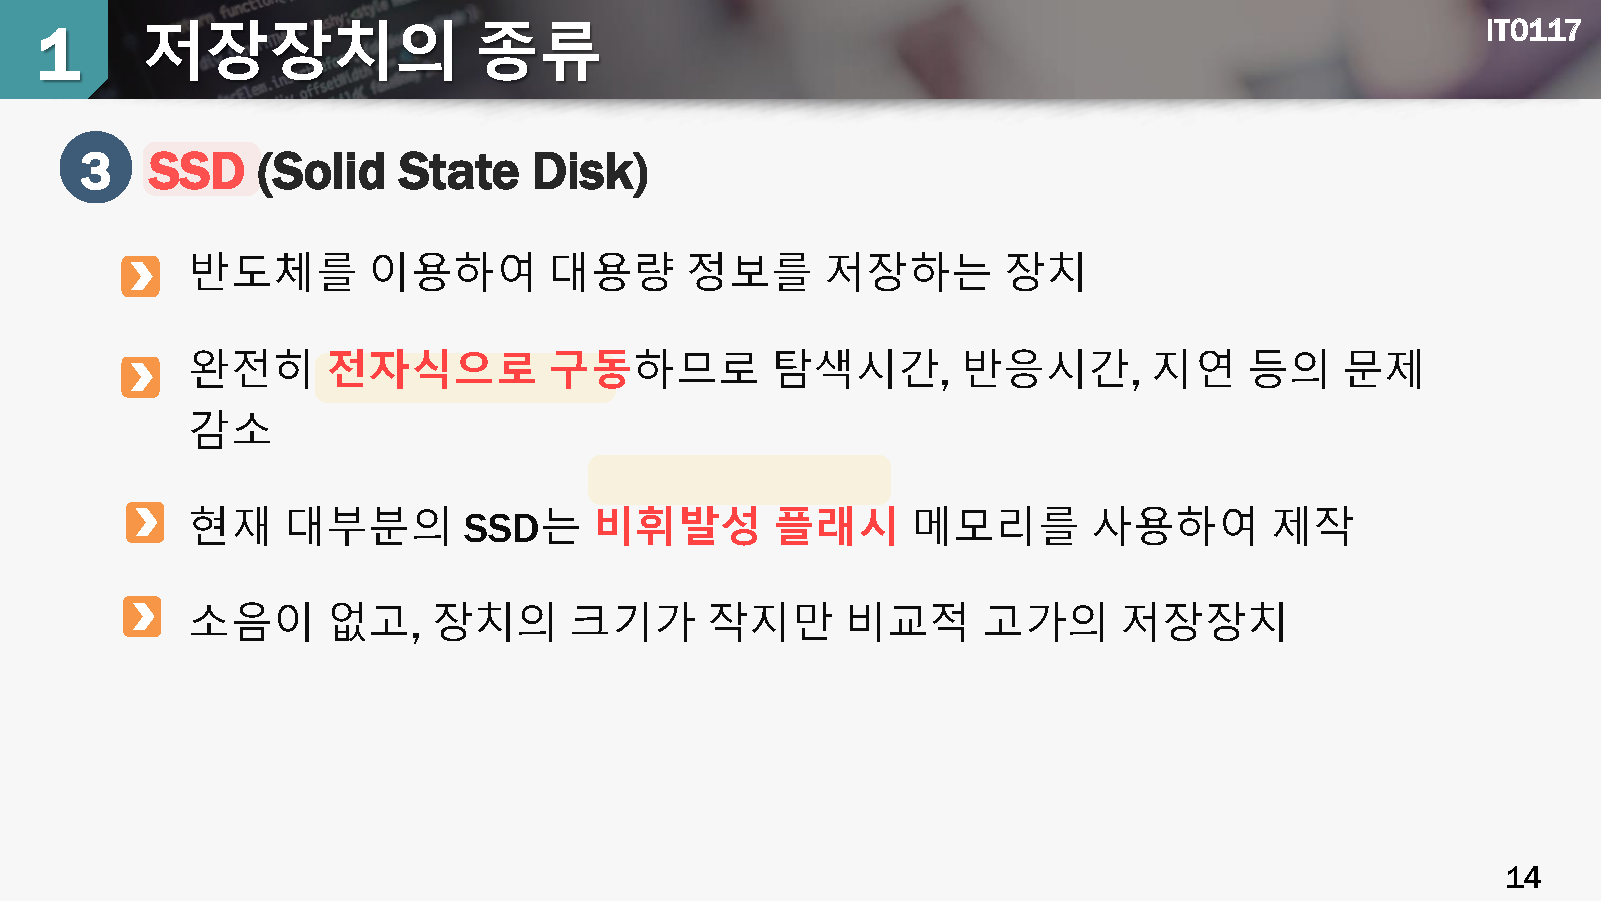 1 저장장치의 종류
IT0117
3 SSD (Solid State Disk)
반도체를 이용하여 대용량 정보를 저장하는 장치
완전히 전자식으로 구동하므로 탐색시간, 반응시간, 지연 등의 문제
감소
현재 대부분의 SSD는 비휘발성 플래시 메모리를 사용하여 제작
소음이 없고, 장치의 크기가 작지만 비교적 고가의 저장장치
14